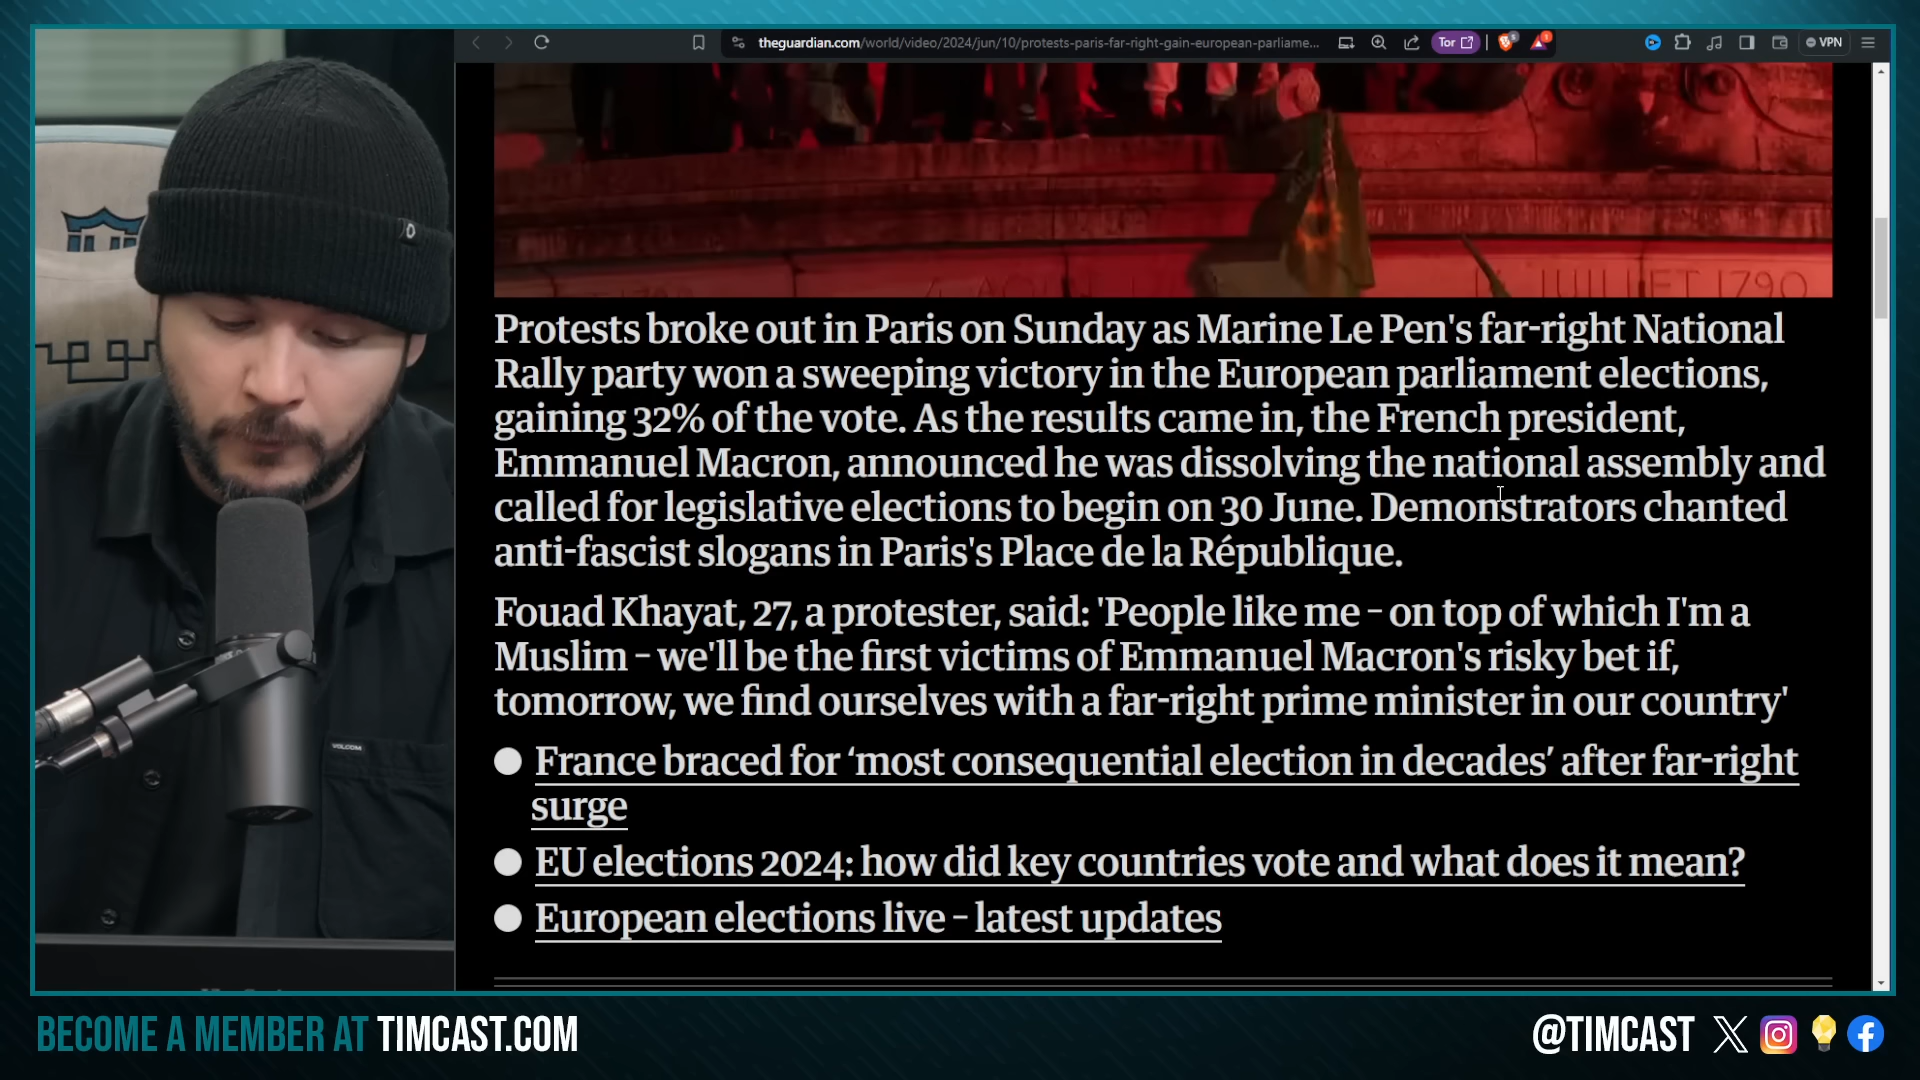 theguardian.com/world/video/2024/jun/10/protests-paris-far-right-gain-european-parliame...
Tor
VPN
JUILLET 1790
Protests broke out in Paris on Sunday as Marine Le Pen's far-right National
Rally party won a sweeping victory in the European parliament elections,
gaining 32% of the vote. As the results came in, the French president,
Emmanuel Macron, announced he was dissolving the national assembly and
called for legislative elections to begin on 30 June. Demonstrators chanted
anti-fascist slogans in Paris's Place de la République.
Fouad Khayat, 27, a protester, said: 'People like me – on top of which I'm a
Muslim – we'll be the first victims of Emmanuel Macron's risky bet if,
tomorrow, we find ourselves with a far-right prime minister in our country'
France braced for ‘most consequential election in decades’ after far-right
surge
EU elections 2024: how did key countries vote and what does it mean?
European elections live – latest updates
VOLCOM
BECOME A MEMBER AT TIMCAST.COM
@TIMCAST